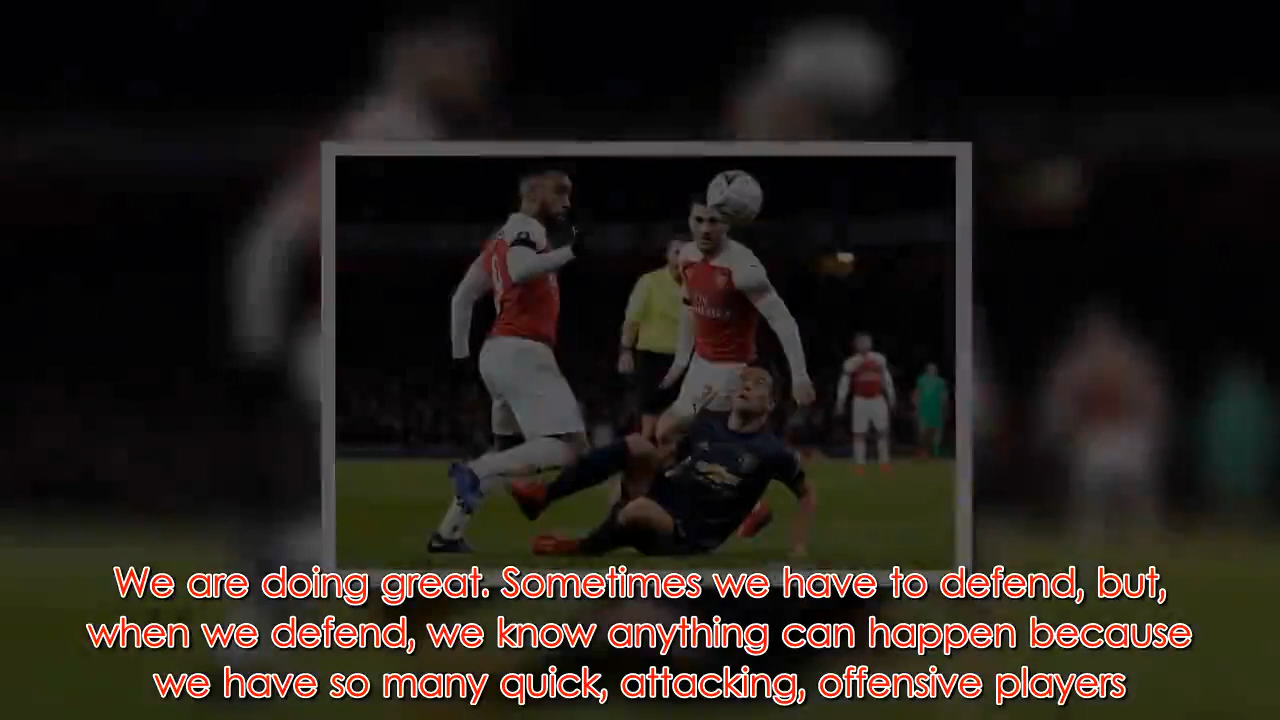 We are doing great. Sometimes we have to defend, but,
when we defend, we know anything can happen because
we have so many quick, attacking, offensive players